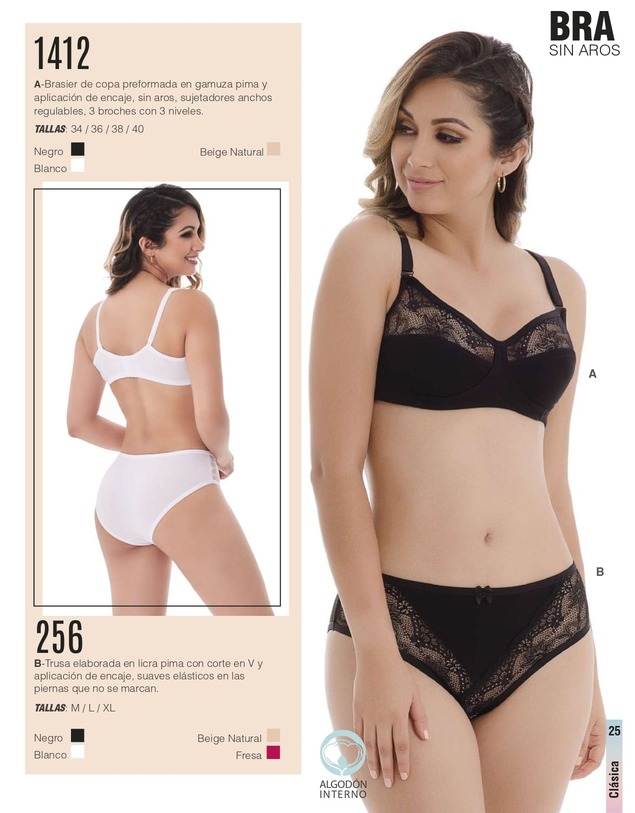 BRA
SIN AROS
1412
A-Brasier de copa preformada en gamuza pima y
aplicación de encaje, sin aros, sujetadores anchos
regulables, 3 broches con 3 niveles.
TALLAS: 34 / 36 / 38 / 40
Negro
Beige Natural
Blanco
A
B
256
B-Trusa elaborada en licra pima con corte en V y
aplicación de encaje, suaves elásticos en las
piernas que no se marcan.
TALLAS: M / L / XL
Negro
Beige Natural
Blanco
Fresa
ALGODÓN
INTERNO
25
Clásica